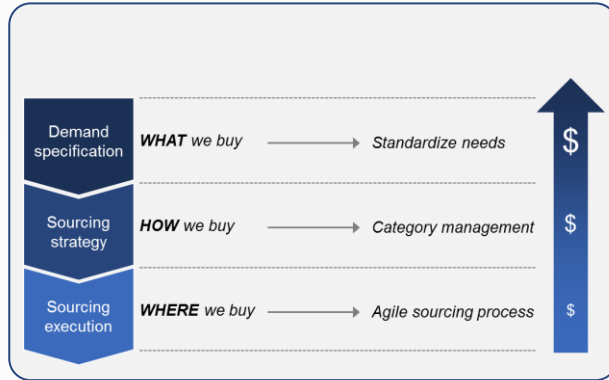 Demand
specification
WHAT we buy
Standardize needs
$
Sourcing
strategy
HOW we buy
Category management
$
Sourcing
execution
WHERE we buy
Agile sourcing process
$